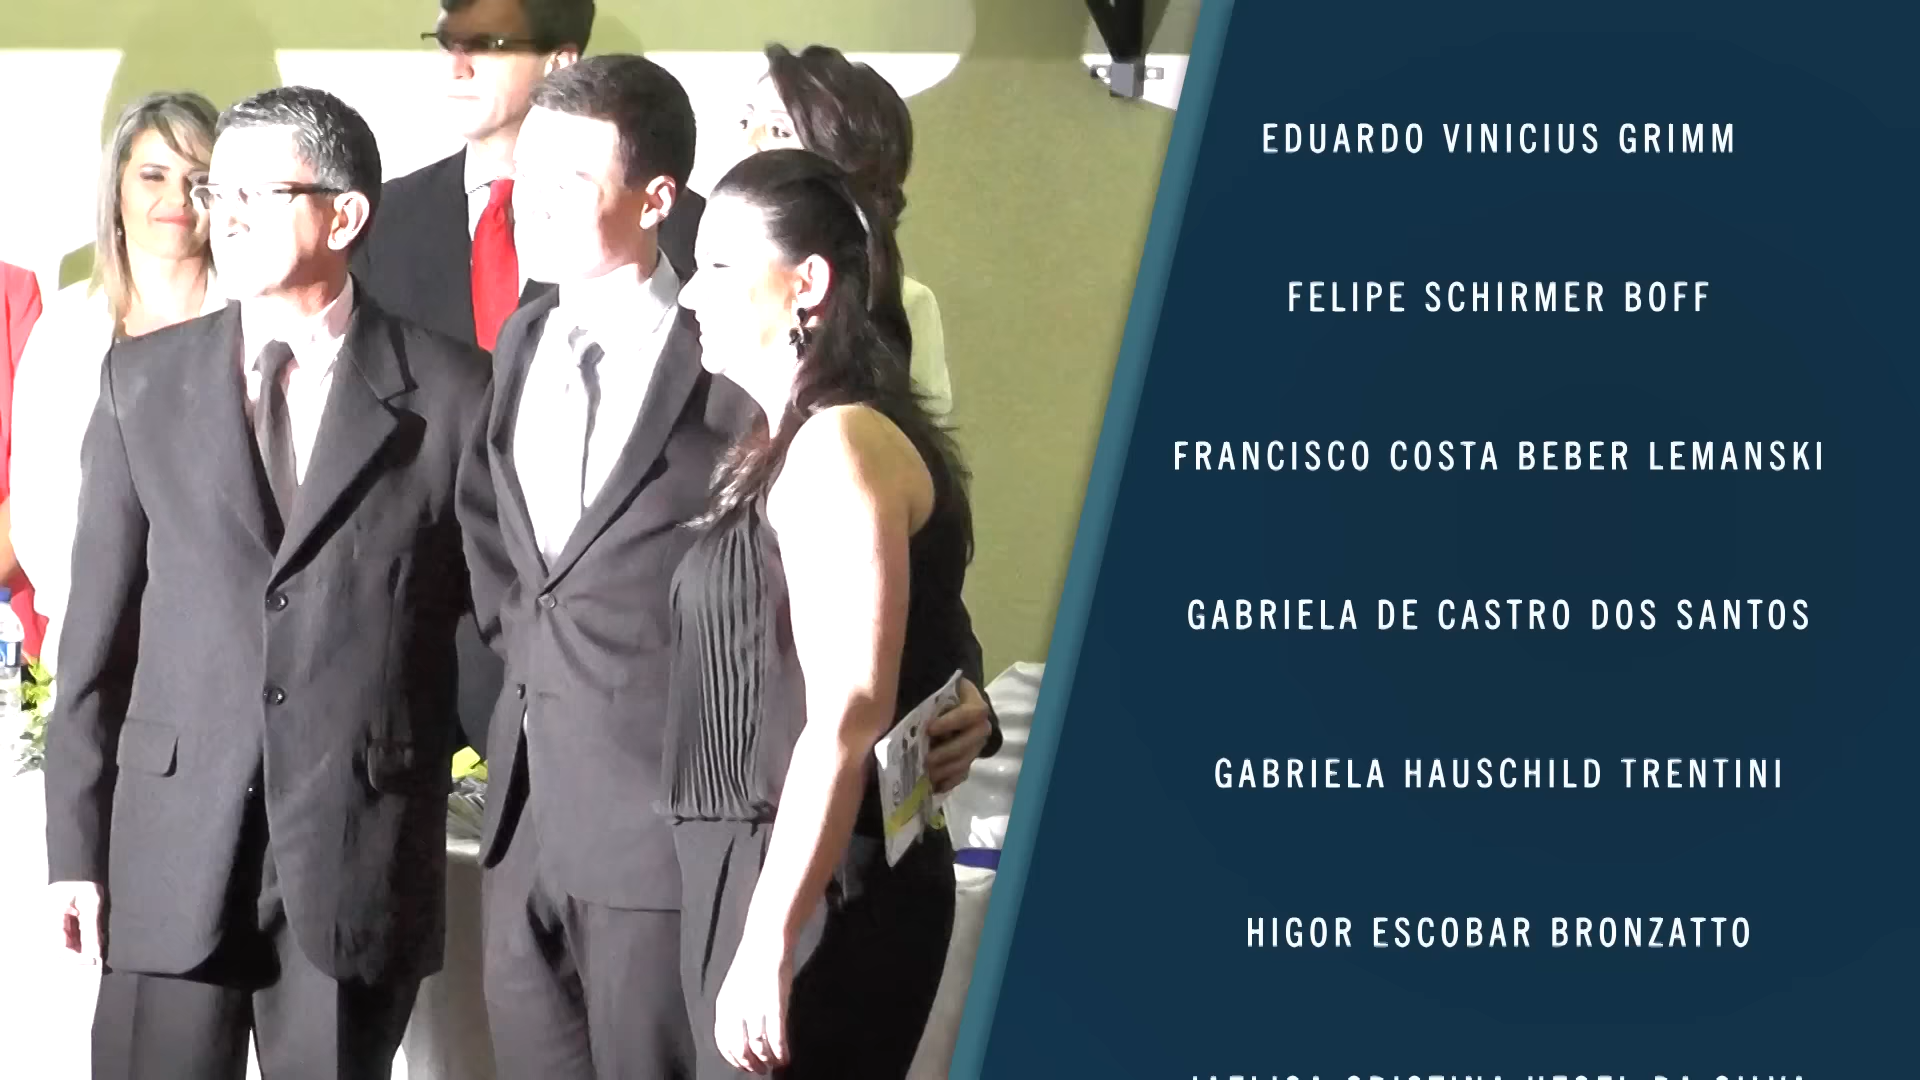 EDUARDO VINICIUS GRIMM
FELIPE SCHIRMER BOFF
FRANCISCO COSTA BEBER LEMANSKI
GABRIELA DE CASTRO DOS SANTOS
GABRIELA HAUSCHILD TRENTINI
HIGOR ESCOBAR BRONZATTO
CRISTINA